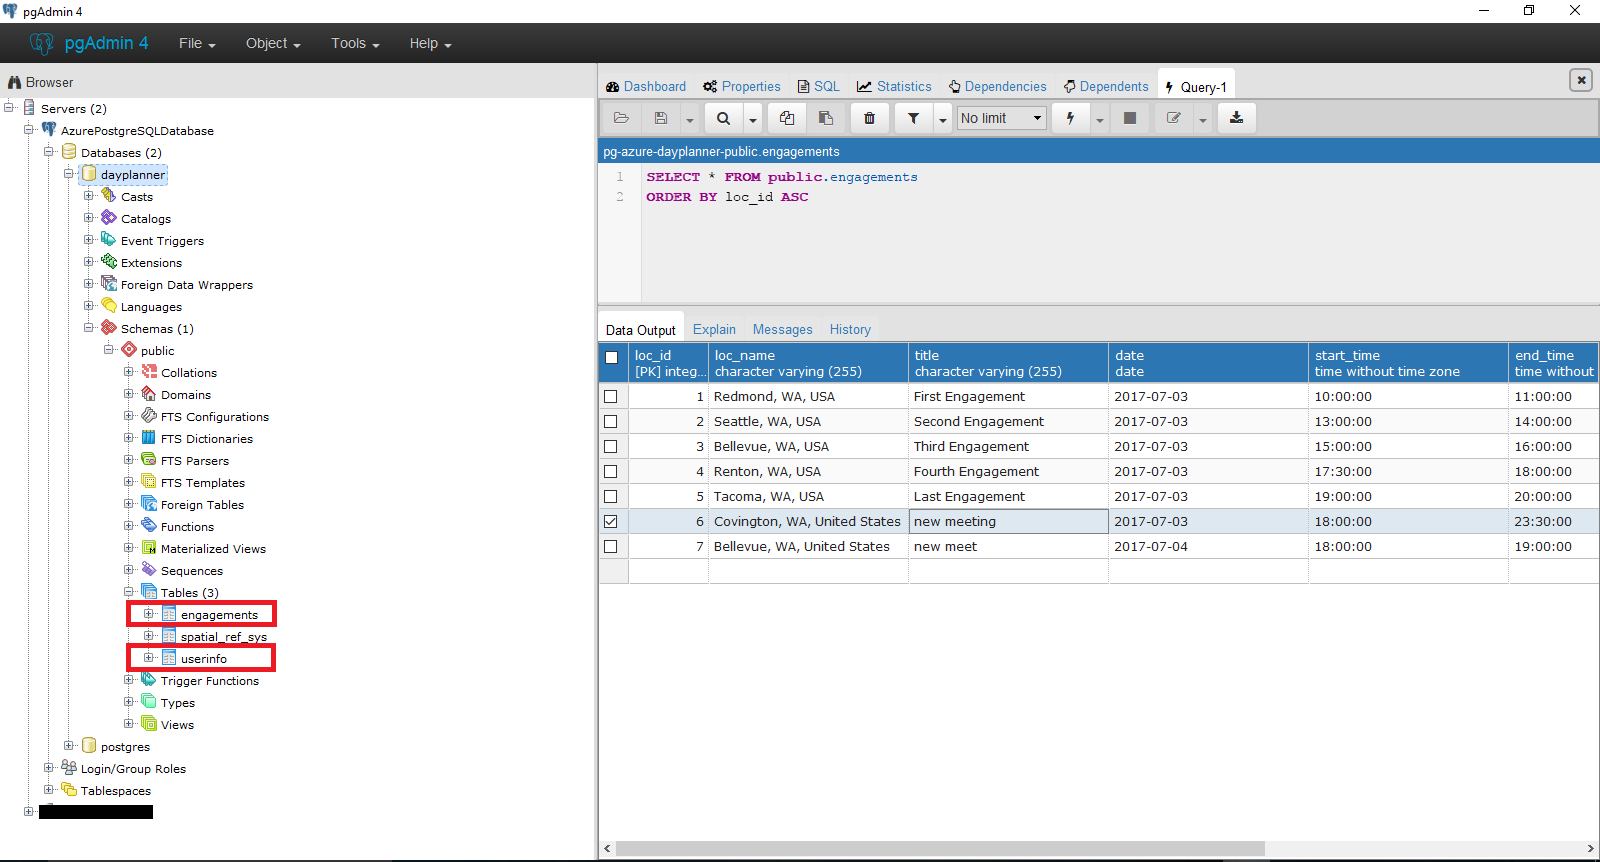 pgAdmin 4
pgAdmin 4 File Object Tools Help
Browser
Servers (2)
AzurePostgreSQLDatabase
Databases (2)
dayplanner
Casts
Catalogs
Event Triggers
Extensions
Foreign Data Wrappers
Languages
Schemas (1)
public
Collations
Domains
FTS Configurations
FTS Dictionaries
FTS Parsers
FTS Templates
Foreign Tables
Functions
Materialized Views
Sequences
Tables (3)
engagements
spatial_ref_sys
userinfo
Trigger Functions
Types
Views
postgres
Login/Group Roles
Tablespaces
Dashboard Properties SQL Statistics Dependencies Dependents Query-1
No limit
pg-azure-dayplanner-public.engagements
1 SELECT * FROM public.engagements
2 ORDER BY loc_id ASC
Data Output Explain Messages History
loc_id loc_name title date start_time end_time
[PK] integ... character varying (255) character varying (255) date time without time zone time without
1 Redmond, WA, USA First Engagement 2017-07-03 10:00:00 11:00:00
2 Seattle, WA, USA Second Engagement 2017-07-03 13:00:00 14:00:00
3 Bellevue, WA, USA Third Engagement 2017-07-03 15:00:00 16:00:00
4 Renton, WA, USA Fourth Engagement 2017-07-03 17:30:00 18:00:00
5 Tacoma, WA, USA Last Engagement 2017-07-03 19:00:00 20:00:00
6 Covington, WA, United States new meeting 2017-07-03 18:00:00 23:30:00
7 Bellevue, WA, United States new meet 2017-07-04 18:00:00 19:00:00